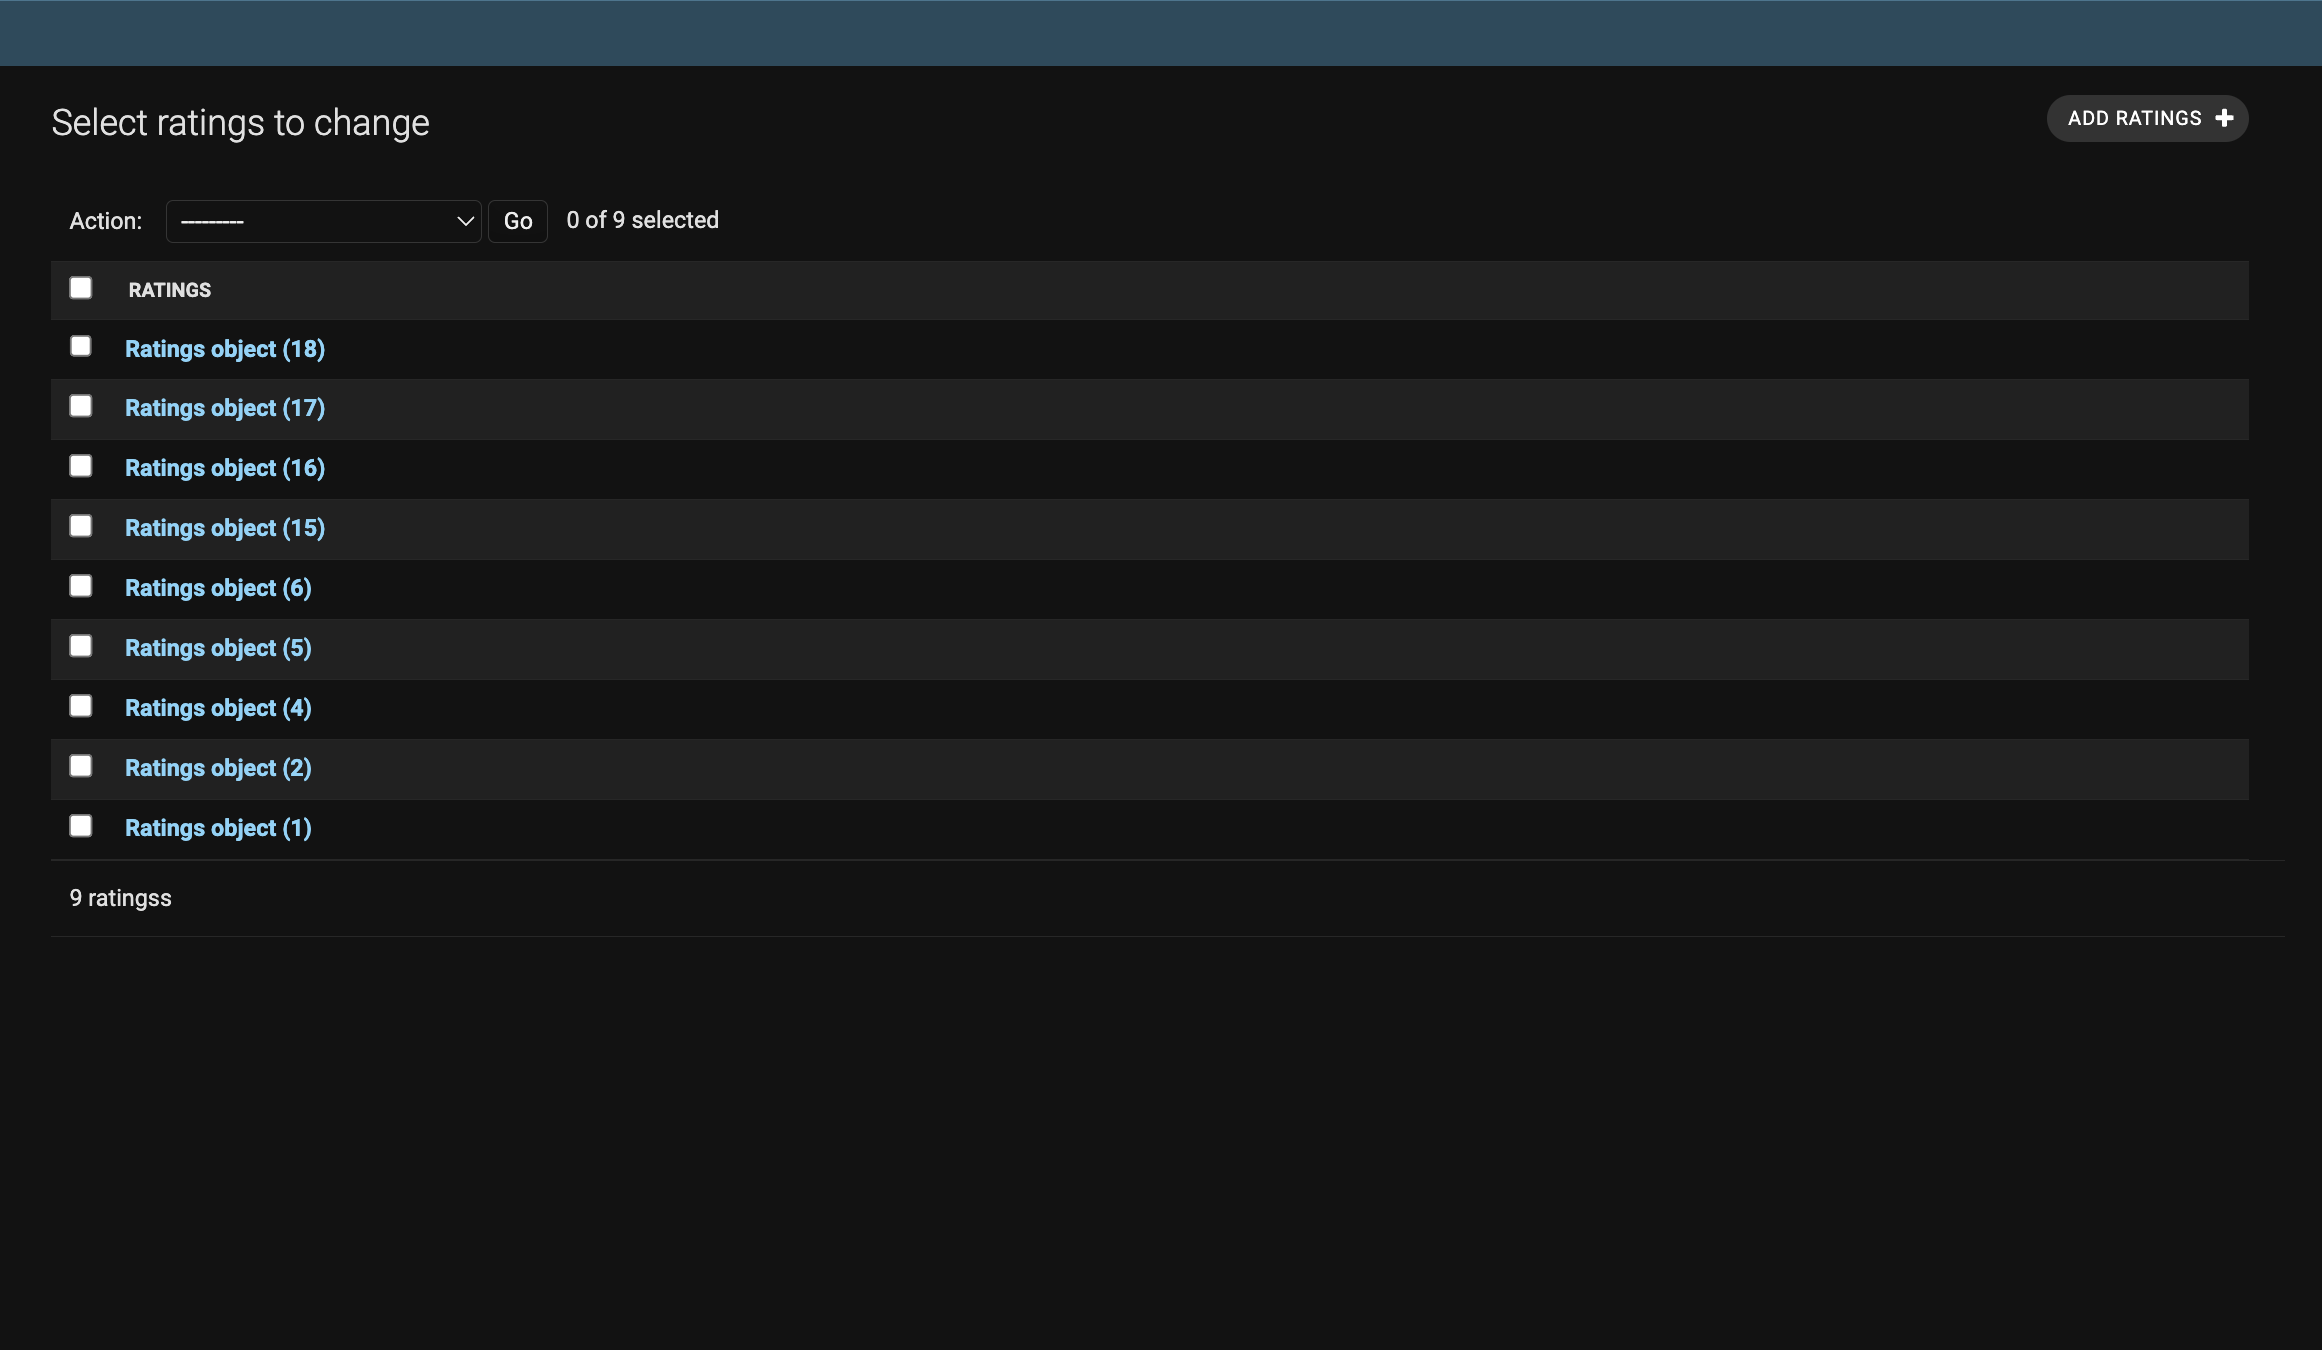 Select ratings to change
ADD RATINGS
Action: --------- Go 0 of 9 selected
RATINGS
Ratings object (18)
Ratings object (17)
Ratings object (16)
Ratings object (15)
Ratings object (6)
Ratings object (5)
Ratings object (4)
Ratings object (2)
Ratings object (1)
9 ratingss